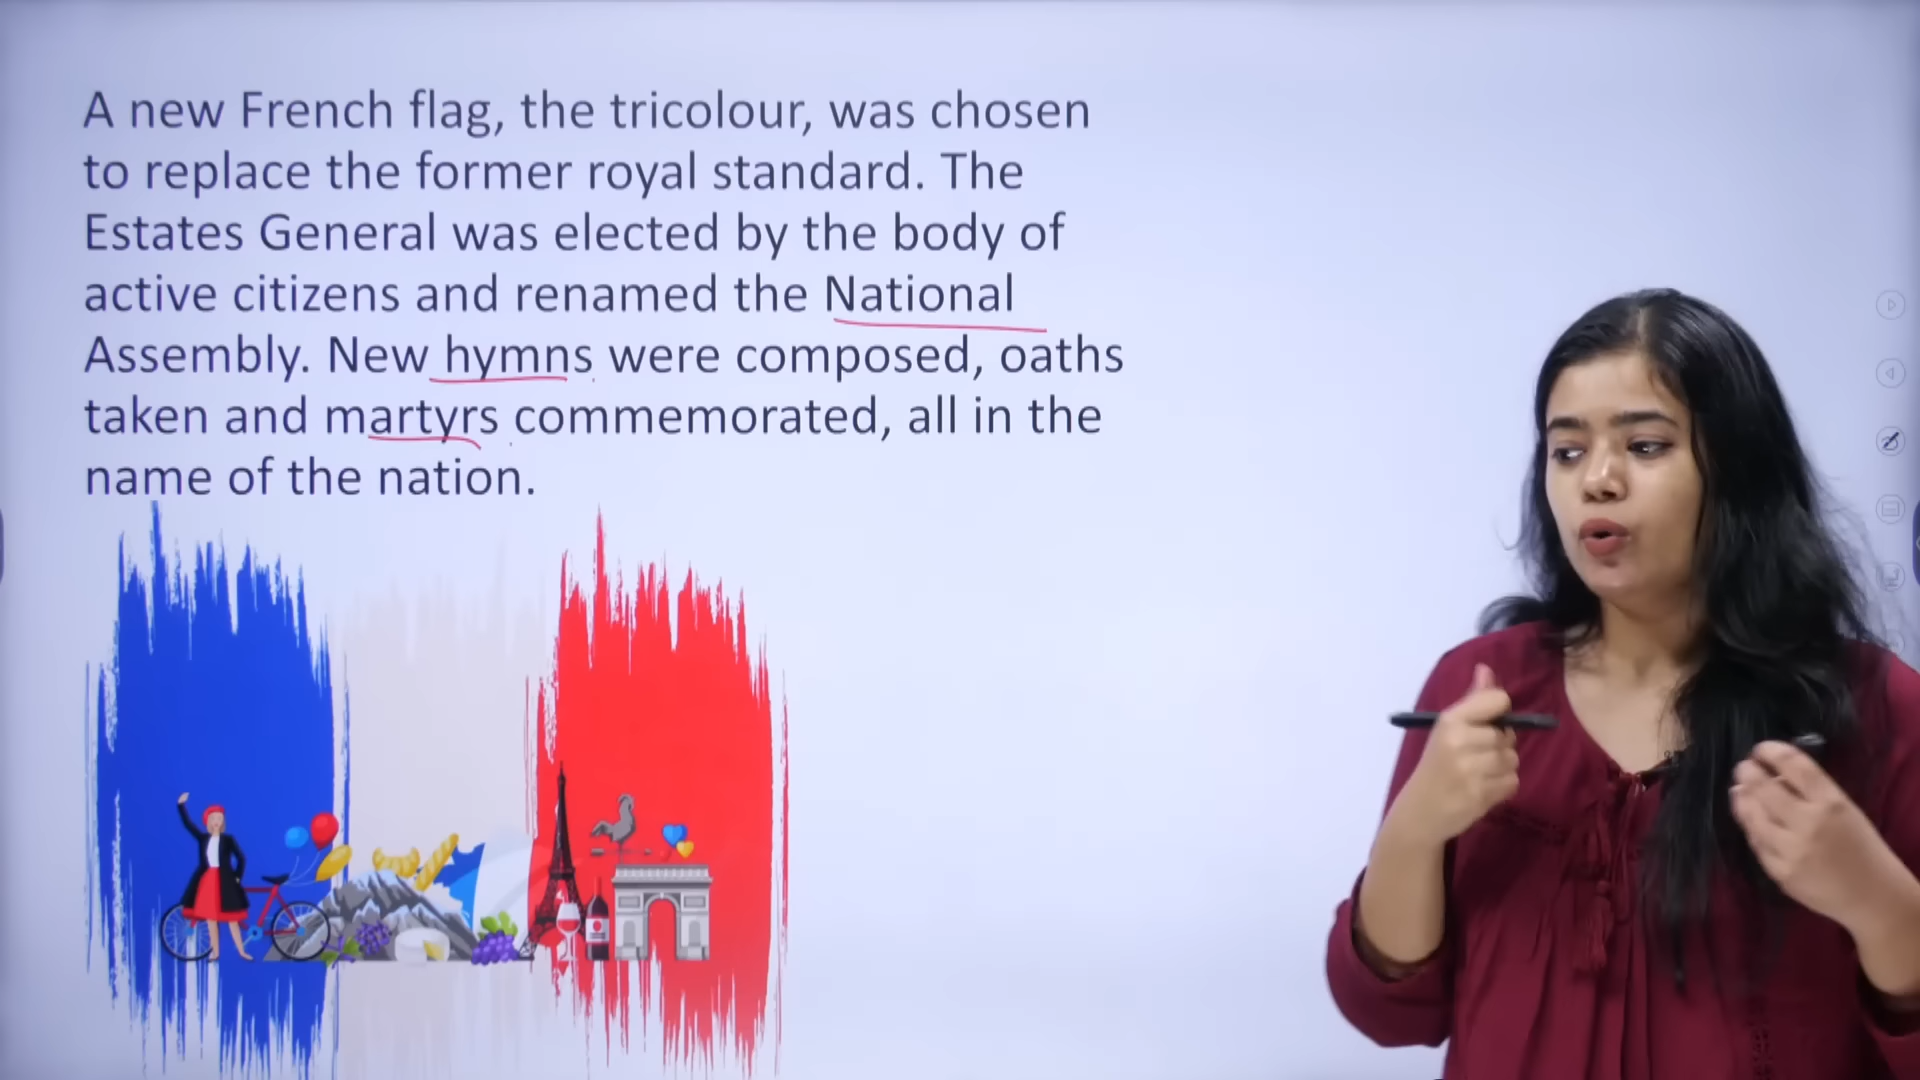 A new French flag, the tricolour, was chosen
to replace the former royal standard. The
Estates General was elected by the body of
active citizens and renamed the National
Assembly. New hymns were composed, oaths
taken and martyrs commemorated, all in the
name of the nation.